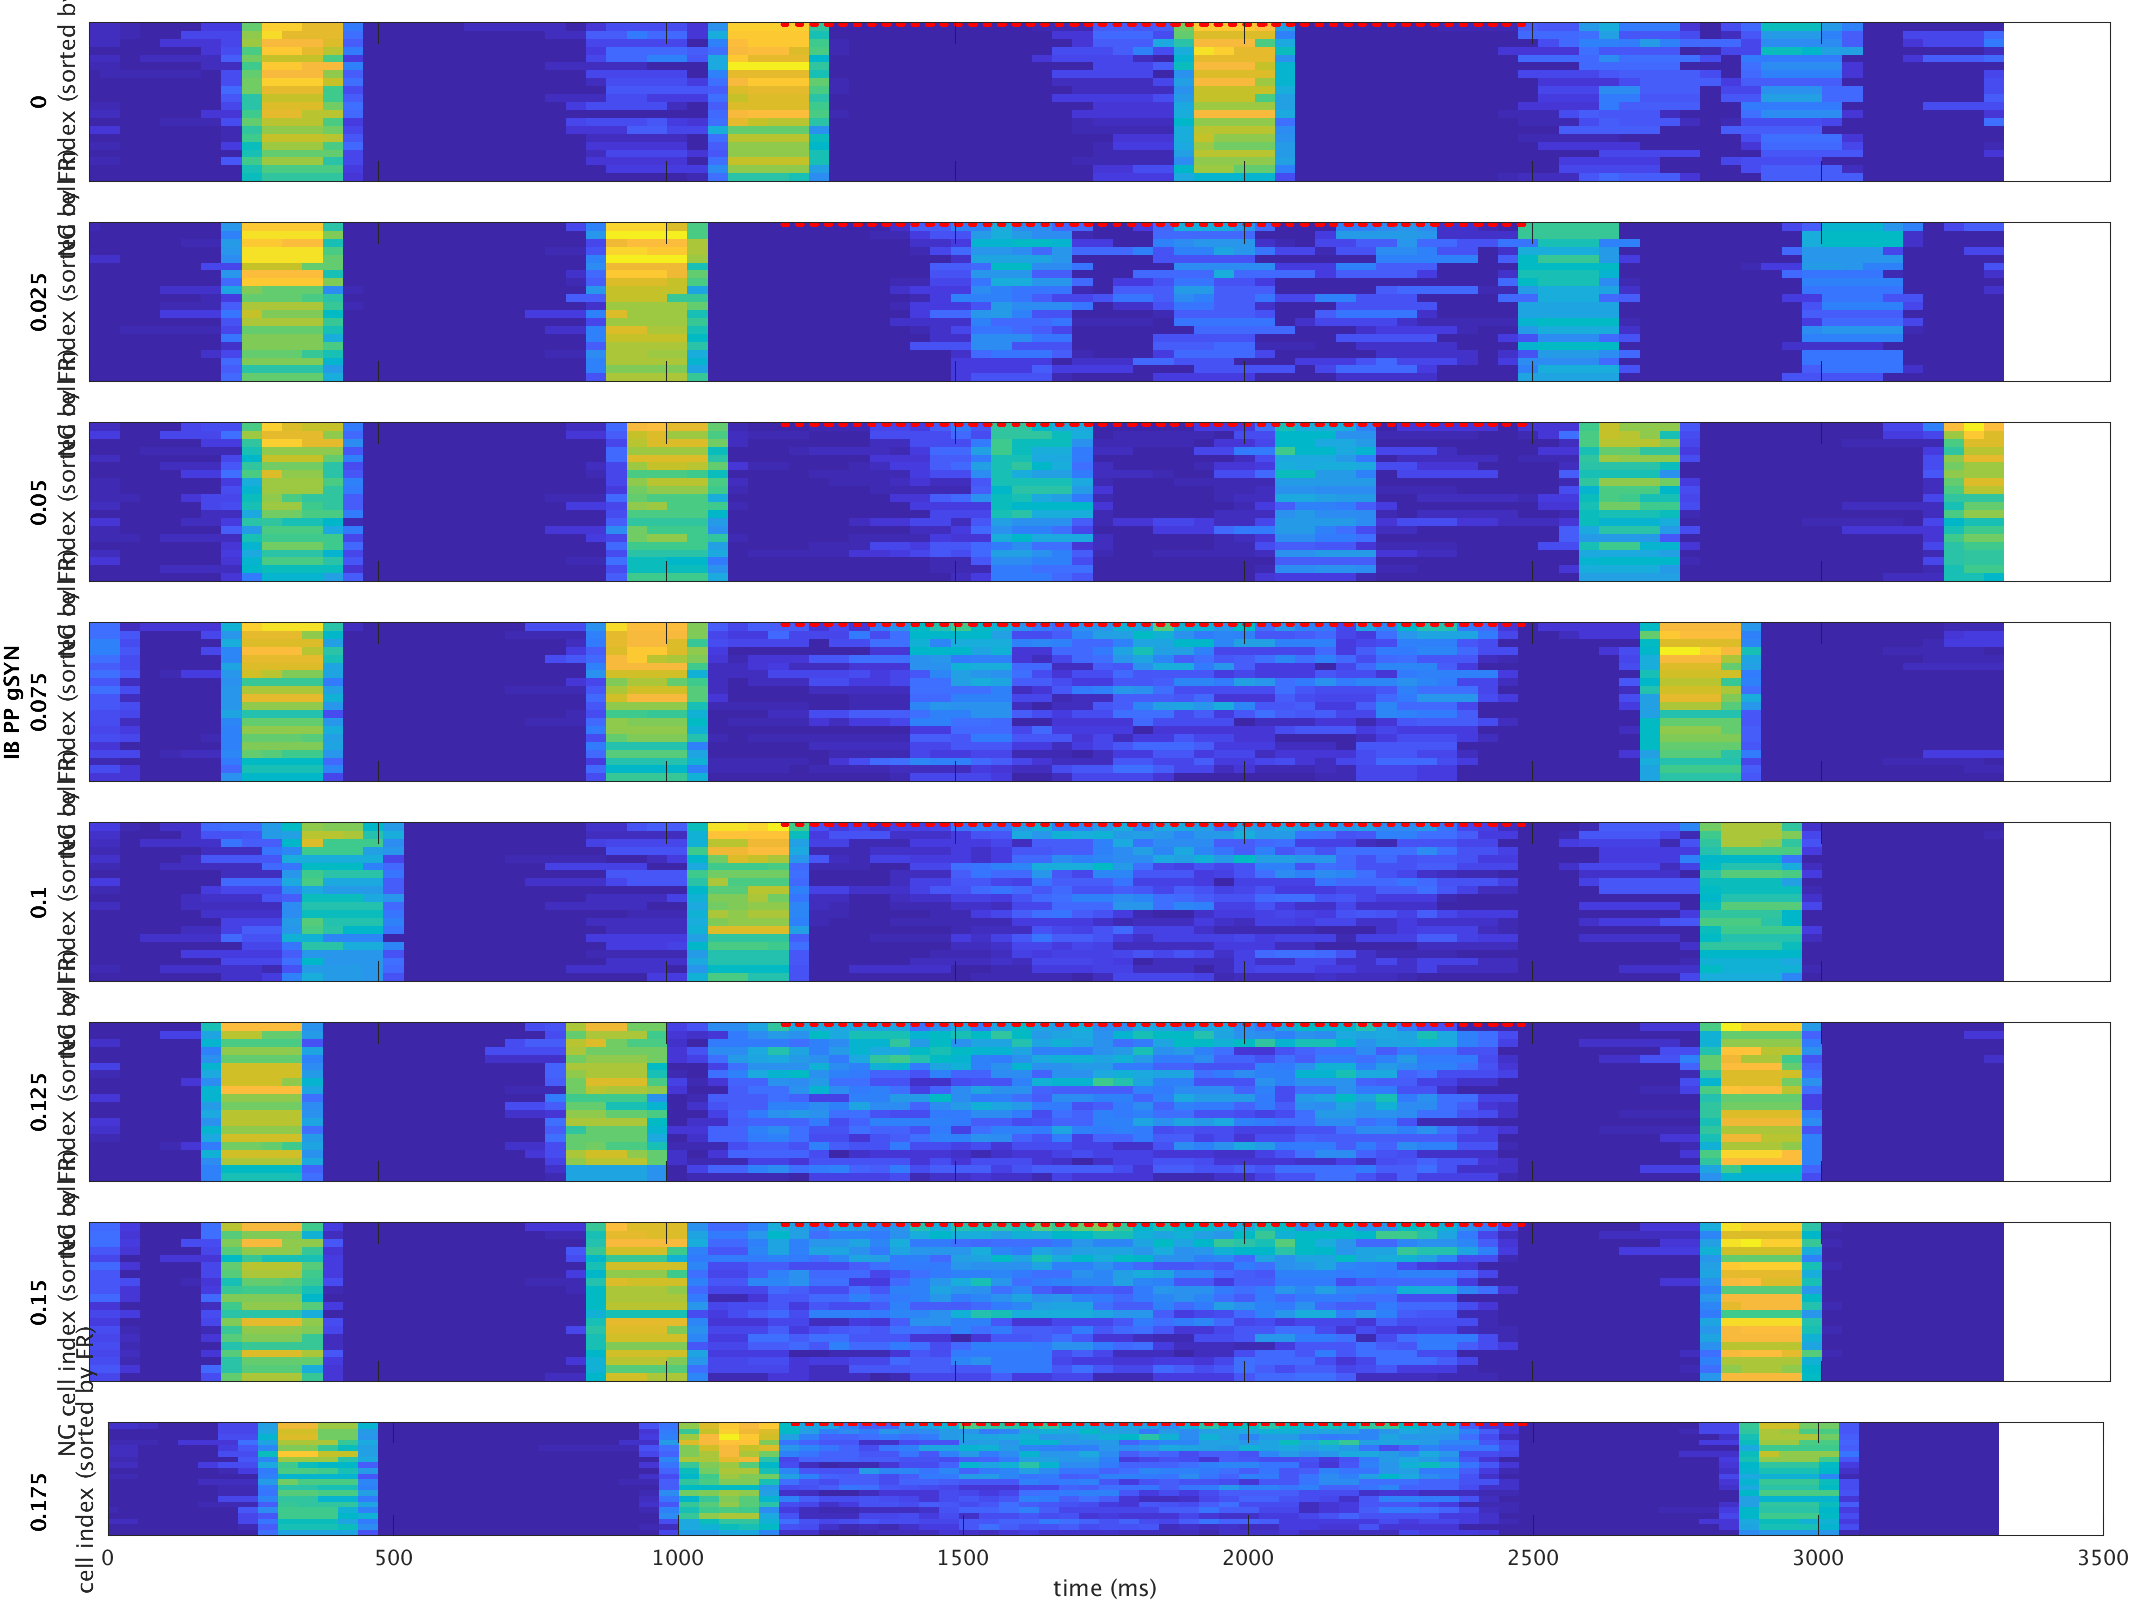 IB PP gSYN
0
0.025
0.05
0.075
0.1
0.125
0.15
0.175
NG cell index (sorted by FR)
cell index (sorted by FR)
0 500 1000 1500 2000 2500 3000 3500
time (ms)